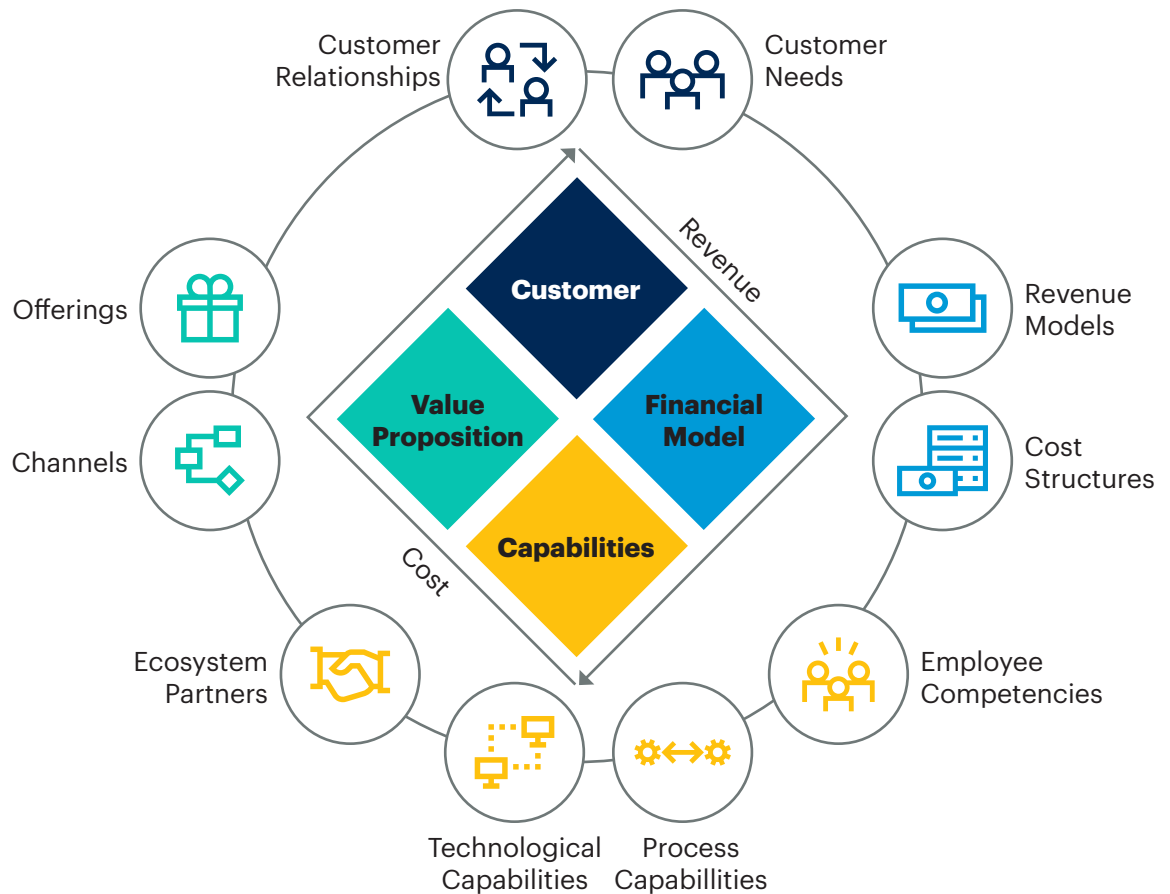 Customer
Relationships
Customer
Needs
Offerings
Channels
Revenue
Customer
Value
Proposition
Financial
Model
Capabilities
Cost
Revenue
Models
Cost
Structures
Ecosystem
Partners
Employee
Competencies
Technological
Capabilities
Process
Capabillities